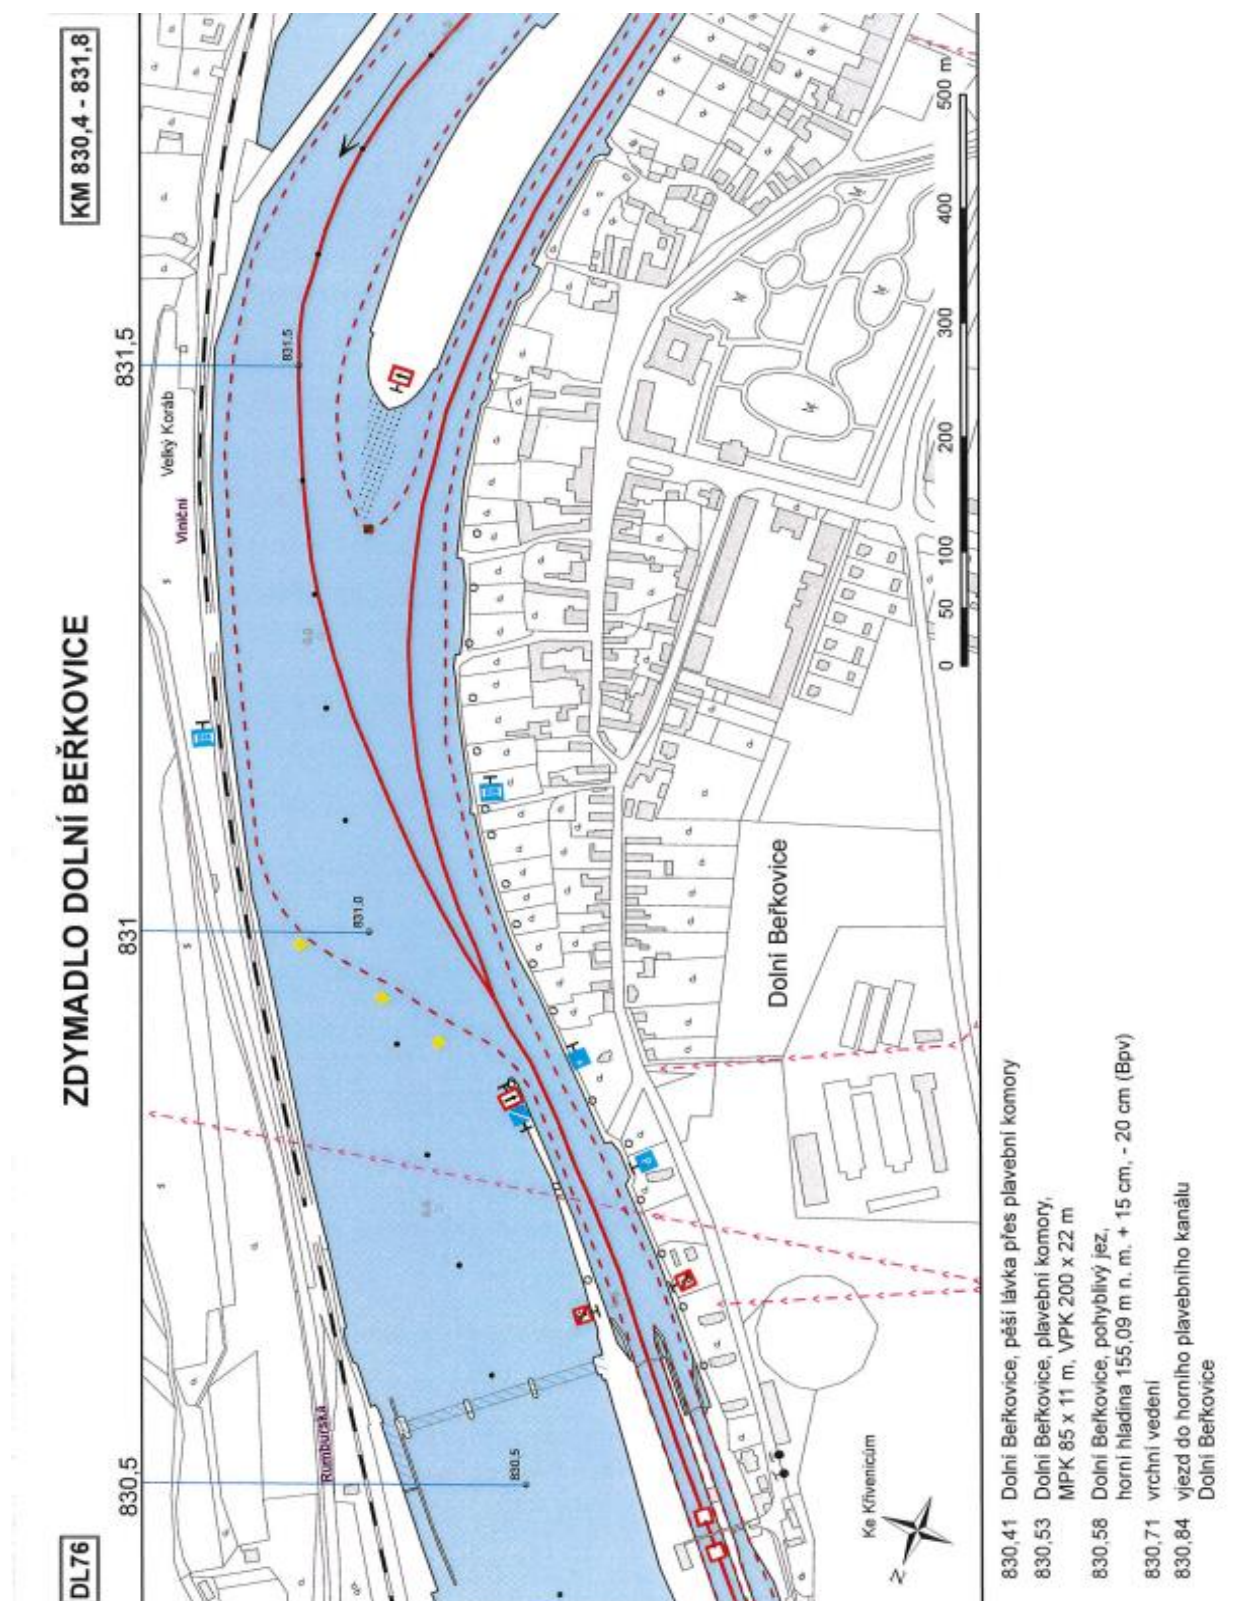 DL76
ZDYMADLO DOLNÍ BEŘKOVICE
KM 830,4 - 831,8
830,5
831
831,5
Rumburská
Viniční
Velký Koráb
830.5
831.0
831.5
Dolní Beřkovice
Ke Křivenicům
N
0 50 100 200 300 400 500 m
830,41 Dolní Beřkovice, pěší lávka přes plavební komory
830,53 Dolní Beřkovice, plavební komory,
MPK 85 x 11 m, VPK 200 x 22 m
830,58 Dolní Beřkovice, pohyblivý jez,
horní hladina 155,09 m n. m. + 15 cm, - 20 cm (Bpv)
830,71 vrchní vedení
830,84 vjezd do horního plavebního kanálu
Dolní Beřkovice